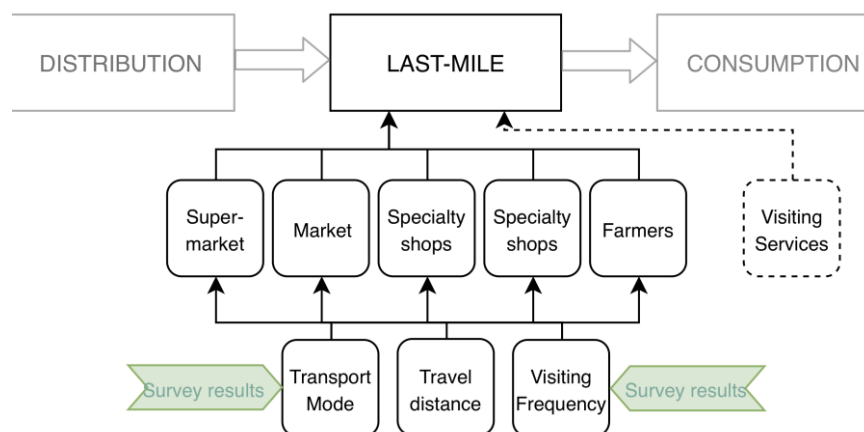 DISTRIBUTION
LAST-MILE
CONSUMPTION
Super-
market
Market
Specialty
shops
Specialty
shops
Farmers
Visiting
Services
Survey results
Transport
Mode
Travel
distance
Visiting
Frequency
Survey results